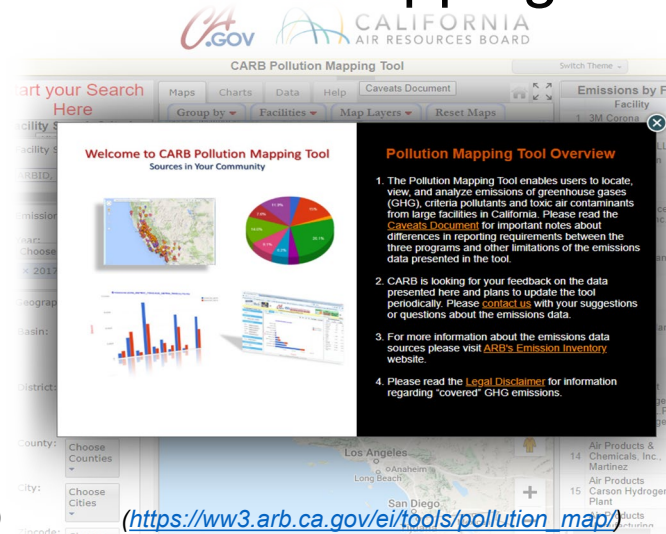 CA.GOV
CALIFORNIA
AIR RESOURCES BOARD
CARB Pollution Mapping Tool
Switch Theme
art your Search
Here
Maps
Charts
Data
Help
Caveats Document
Group by
Facilities
Map Layers
Reset Maps
Emissions by F
Facility
1 3M Corona
Welcome to CARB Pollution Mapping Tool
Sources in Your Community
Pollution Mapping Tool Overview
1. The Pollution Mapping Tool enables users to locate,
view, and analyze emissions of greenhouse gases
(GHG), criteria pollutants and toxic air contaminants
from large facilities in California. Please read the
Caveats Document for important notes about
differences in reporting requirements between the
three programs and other limitations of the emissions
data presented in the tool.
2. CARB is looking for your feedback on the data
presented here and plans to update the tool
periodically. Please contact us with your suggestions
or questions about the emissions data.
3. For more information about the emissions data
sources please visit ARB's Emission Inventory
website.
4. Please read the Legal Disclaimer for information
regarding "covered" GHG emissions.
× 2017
Basin:
District:
County:
Choose
Counties
City:
Choose
Cities
Los Angeles
Anaheim
Long Beach
San Diego
Air Products &
14 Chemicals, Inc.,
Martinez
Air Products
15 Carson Hydrogen
Plant
(https://ww3.arb.ca.gov/ei/tools/pollution_map/)